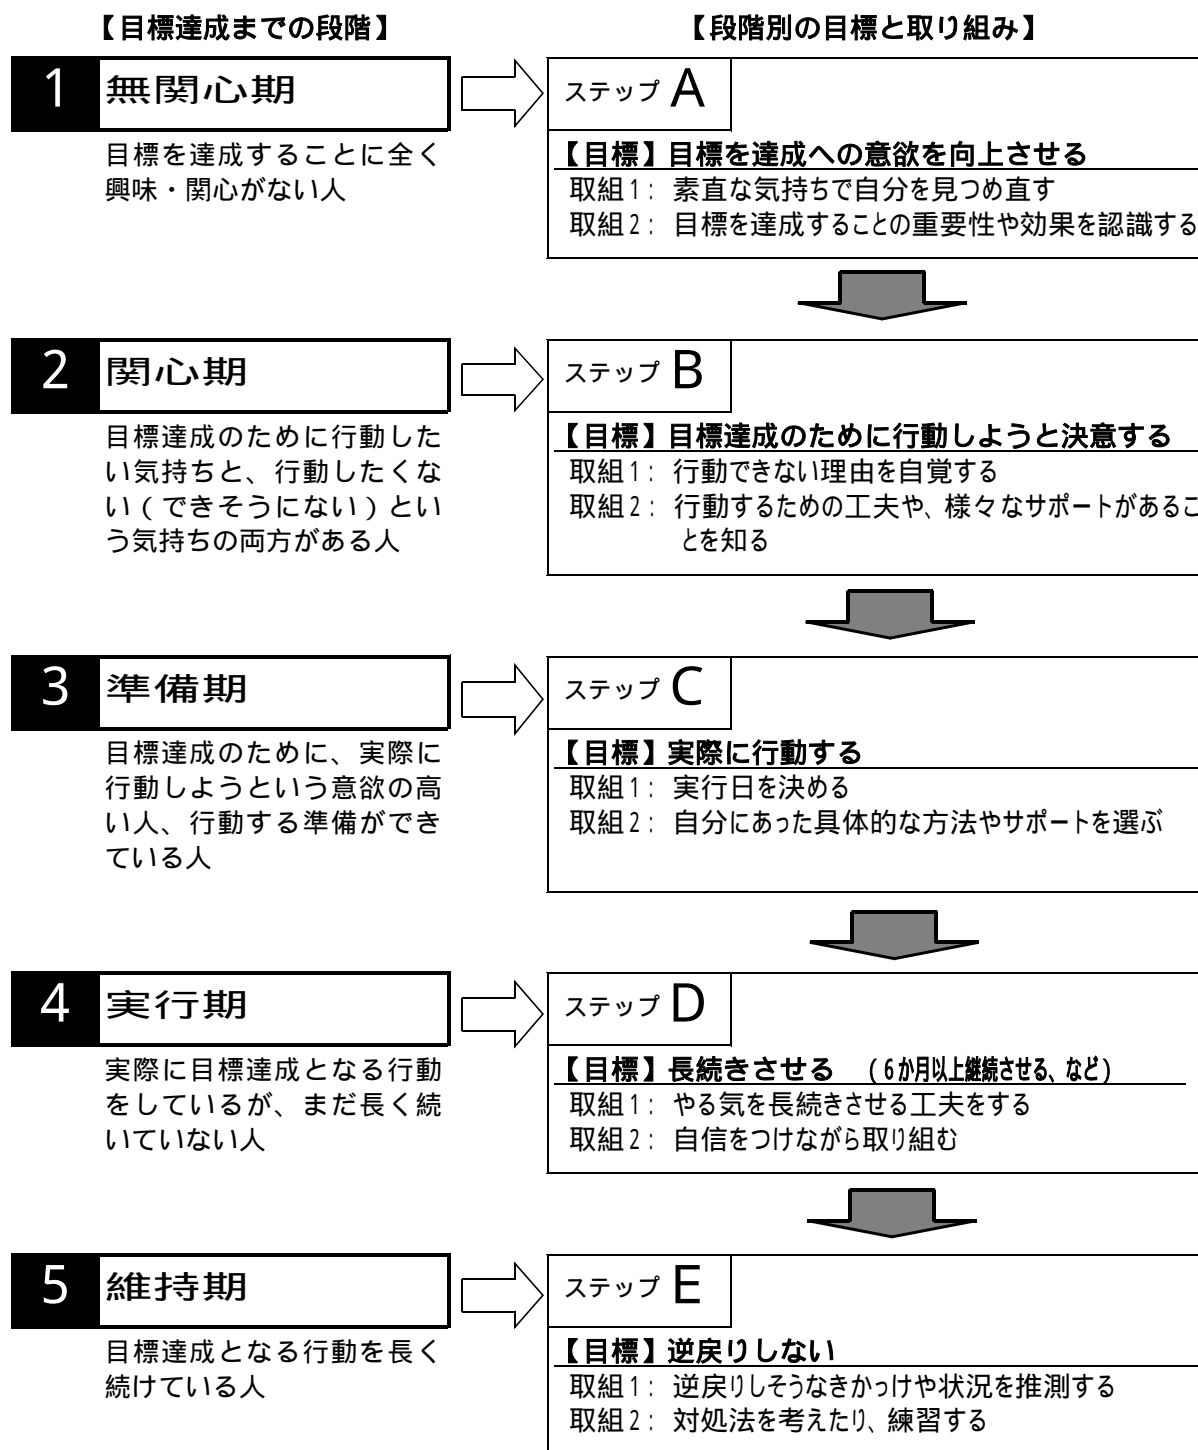 【目標達成までの段階】
【段階別の目標と取り組み】
1 無関心期
目標を達成することに全く
興味・関心がない人
ステップ A
【目標】目標を達成への意欲を向上させる
取組1: 素直な気持ちで自分を見つめ直す
取組2: 目標を達成することの重要性や効果を認識する
2 関心期
目標達成のために行動した
い気持ちと、行動したくな
い（できそうにない）とい
う気持ちの両方がある人
ステップ B
【目標】目標達成のために行動しようと決意する
取組1: 行動できない理由を自覚する
取組2: 行動するための工夫や、様々なサポートがあるこ
とを知る
3 準備期
目標達成のために、実際に
行動しようという意欲の高
い人、行動する準備ができ
ている人
ステップ C
【目標】実際に行動する
取組1: 実行日を決める
取組2: 自分にあった具体的な方法やサポートを選ぶ
4 実行期
実際に目標達成となる行動
をしているが、まだ長く続
いていない人
ステップ D
【目標】長続きさせる （6か月以上継続させる、など）
取組1: やる気を長続きさせる工夫をする
取組2: 自信をつけながら取り組む
5 維持期
目標達成となる行動を長く
続けている人
ステップ E
【目標】逆戻りしない
取組1: 逆戻りしそうなきかっけや状況を推測する
取組2: 対処法を考えたり、練習する